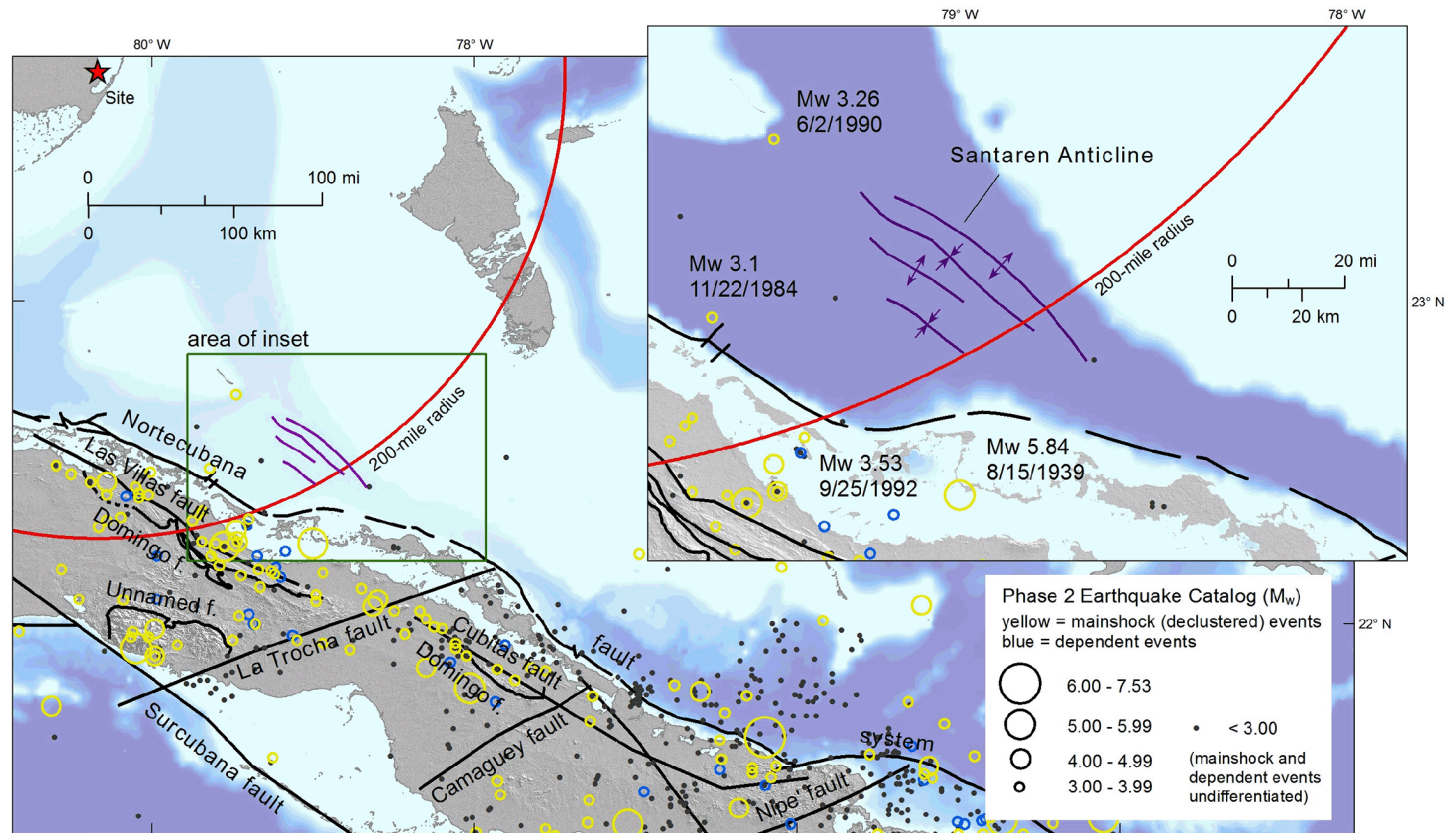 80° W
78° W
79° W
78° W
Site
0
100 mi
0
100 km
area of inset
200-mile radius
Nortecubana
Las Villas fault
Domingo f.
Unnamed f.
La Trocha fault
Surcubana fault
Cubitas fault
Domingo f.
Camaguey fault
fault
system
Nipe' fault
Mw 3.26
6/2/1990
Santaren Anticline
Mw 3.1
11/22/1984
200-mile radius
0
20 mi
0
20 km
23° N
Mw 3.53
9/25/1992
Mw 5.84
8/15/1939
22° N
Phase 2 Earthquake Catalog (Mw)
yellow = mainshock (declustered) events
blue = dependent events
6.00 - 7.53
5.00 - 5.99
4.00 - 4.99
3.00 - 3.99
< 3.00
(mainshock and
dependent events
undifferentiated)